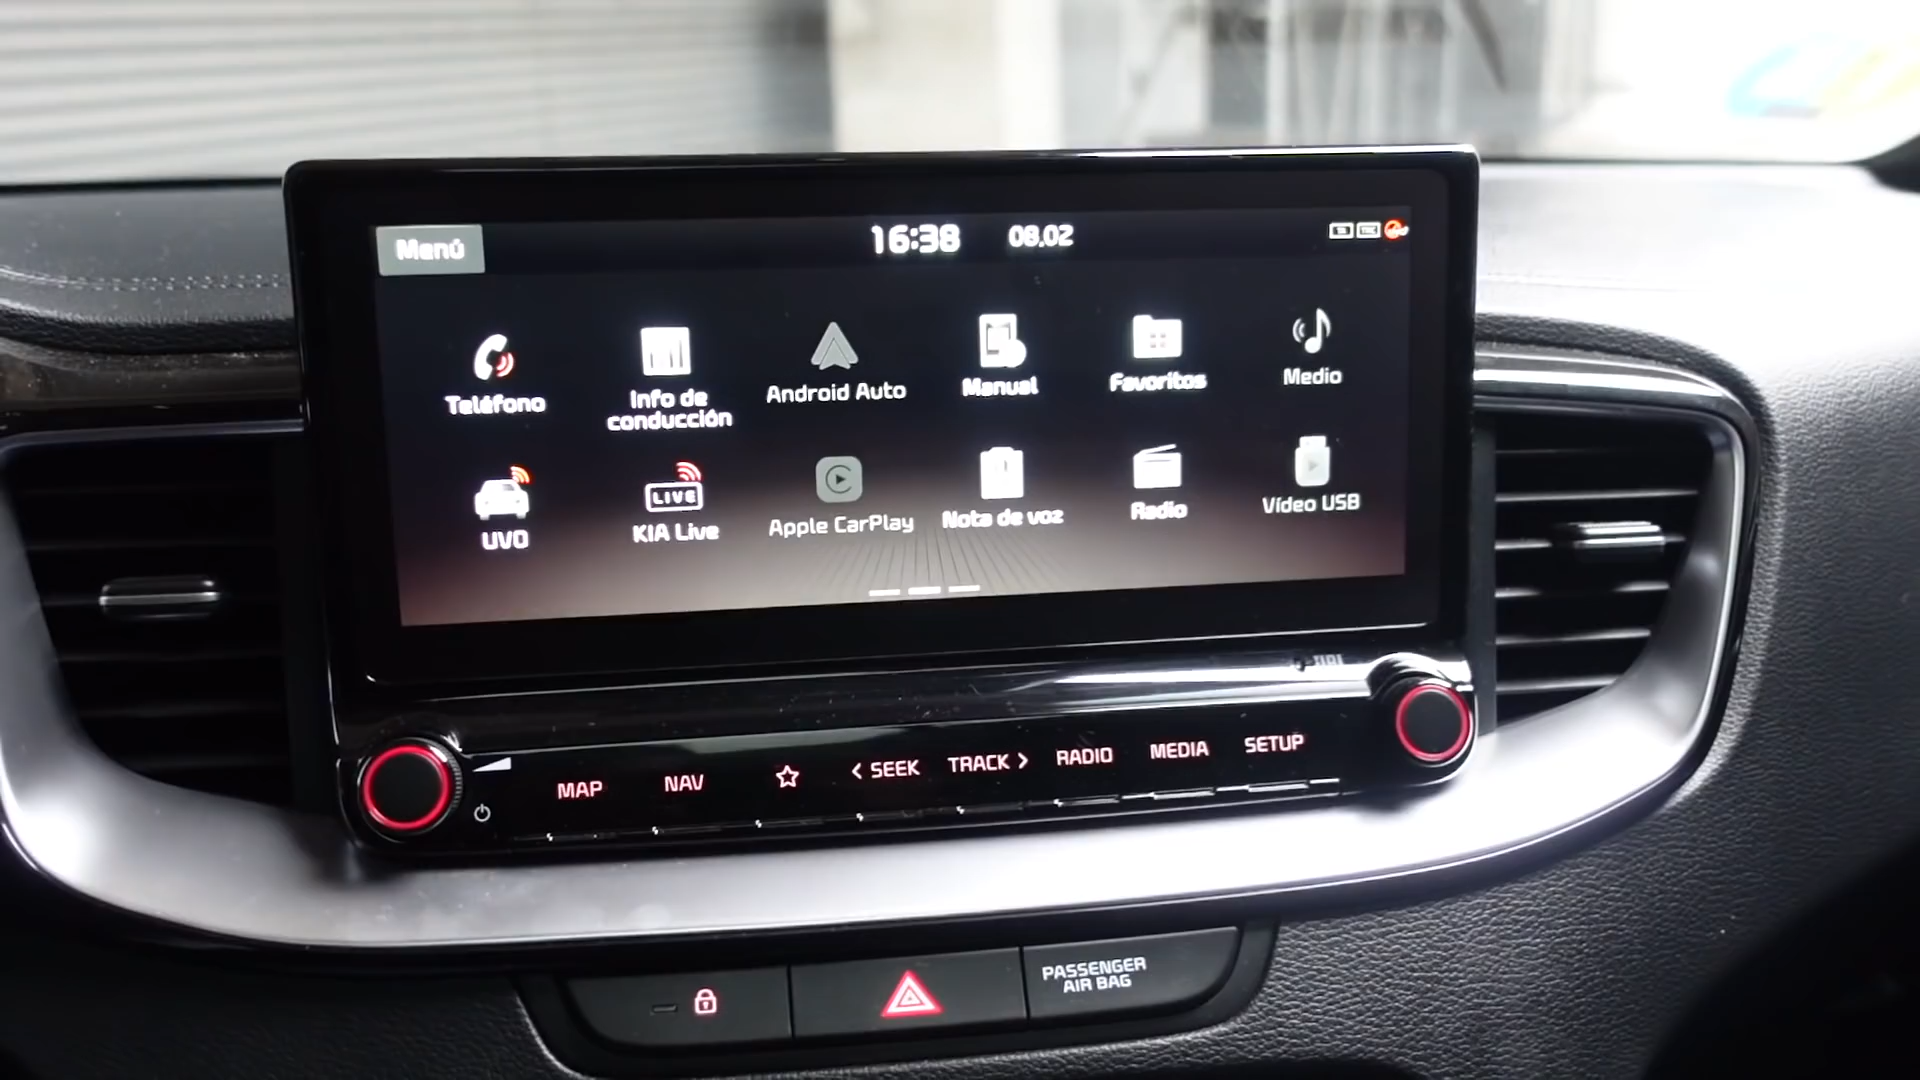 Menú
16:38
08.02
Teléfono
Info de
conducción
Android Auto
Manual
Favoritos
Medio
UVO
LIVE
KIA Live
Apple CarPlay
Nota de voz
Radio
Vídeo USB
MAP
NAV
< SEEK
TRACK >
RADIO
MEDIA
SETUP
PASSENGER
AIR BAG